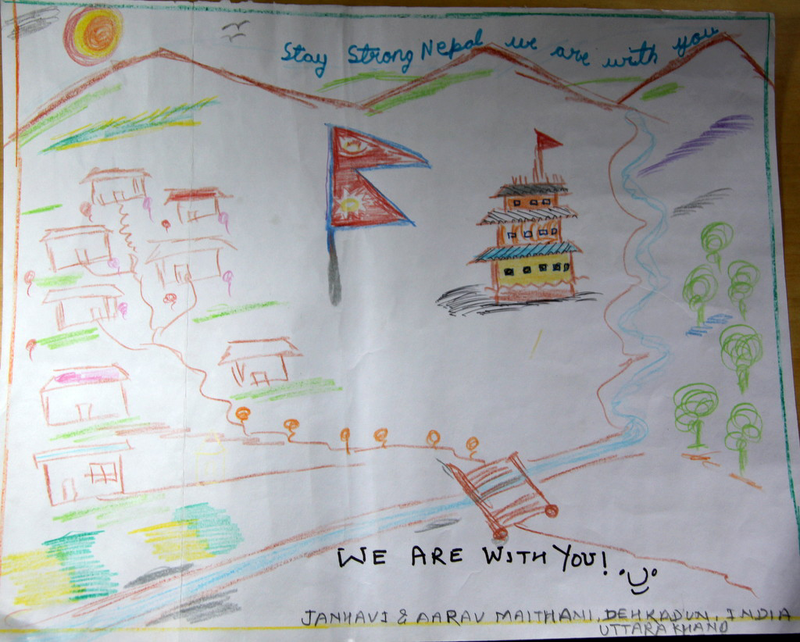 Stay Strong Nepal we are with you
WE ARE WITH YOU!
JANHAVI & AARAV MAITHANI, DEHRADUN, INDIA
UTTARAKHAND